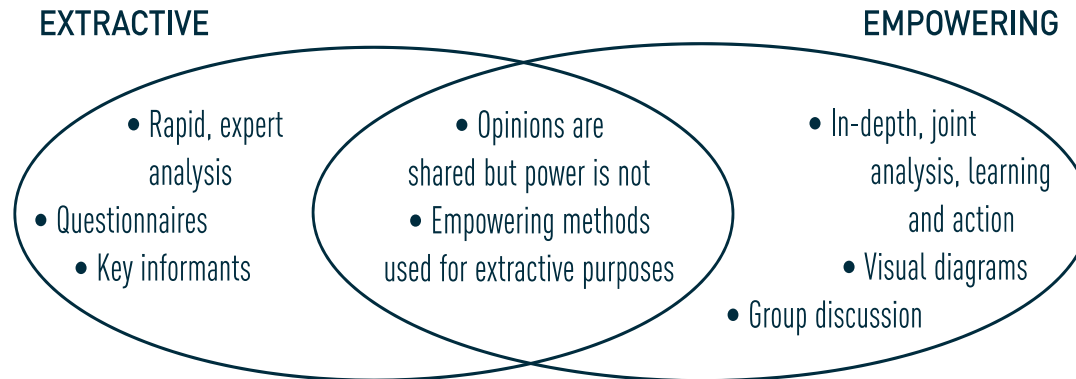 EXTRACTIVE
EMPOWERING
• Rapid, expert
analysis
• Questionnaires
• Key informants
• Opinions are
shared but power is not
• Empowering methods
used for extractive purposes
• In-depth, joint
analysis, learning
and action
• Visual diagrams
• Group discussion